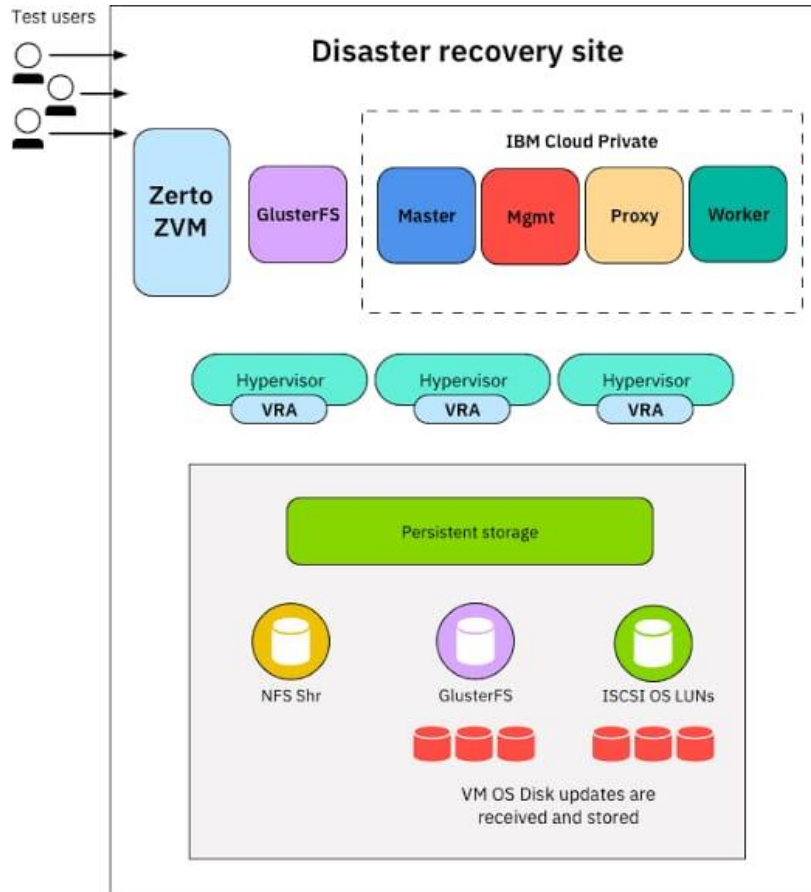 Test users
Disaster recovery site
IBM Cloud Private
Zerto
ZVM
GlusterFS
Master
Mgmt
Proxy
Worker
Hypervisor
VRA
Hypervisor
VRA
Hypervisor
VRA
Persistent storage
NFS Shr
GlusterFS
ISCSI OS LUNs
VM OS Disk updates are
received and stored